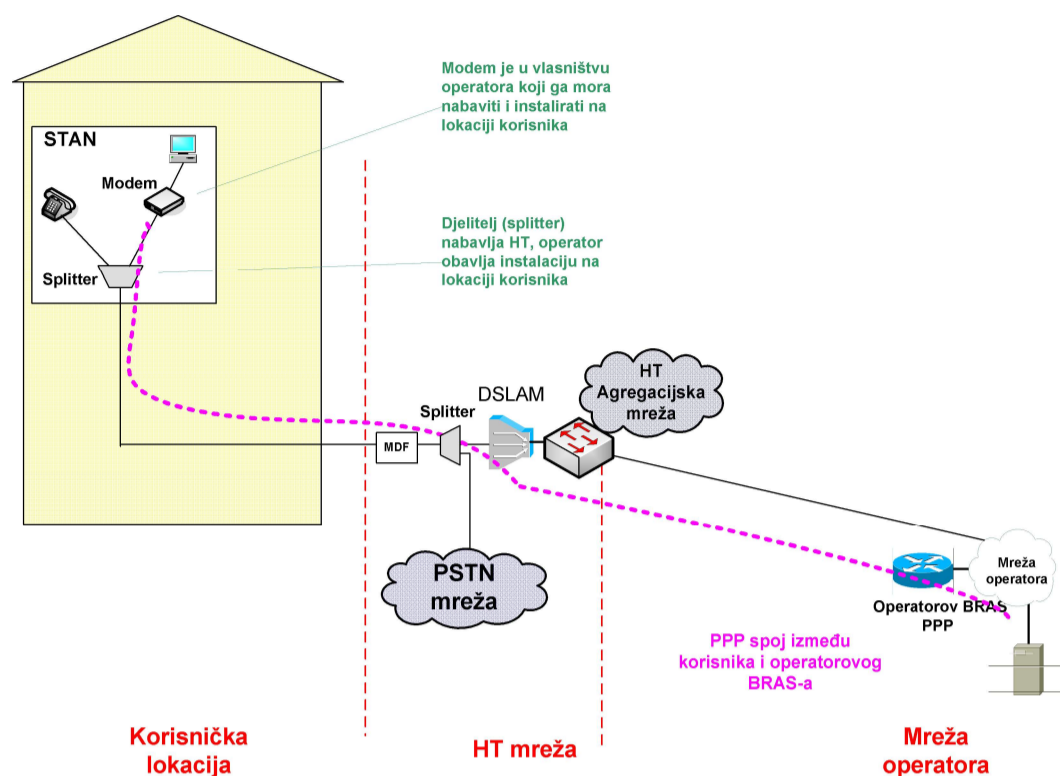 Modem je u vlasništvu
operatora koji ga mora
nabaviti i instalirati na
lokaciji korisnika
STAN
Modem
Djelitelj (splitter)
nabavlja HT, operator
obavlja instalaciju na
lokaciji korisnika
Splitter
HT
Agregacijska
mreža
DSLAM
Splitter
MDF
PSTN
mreža
Mreža
operatora
Operatorov BRAS
PPP
PPP spoj između
korisnika i operatorovog
BRAS-a
Korisnička
lokacija
HT mreža
Mreža
operatora